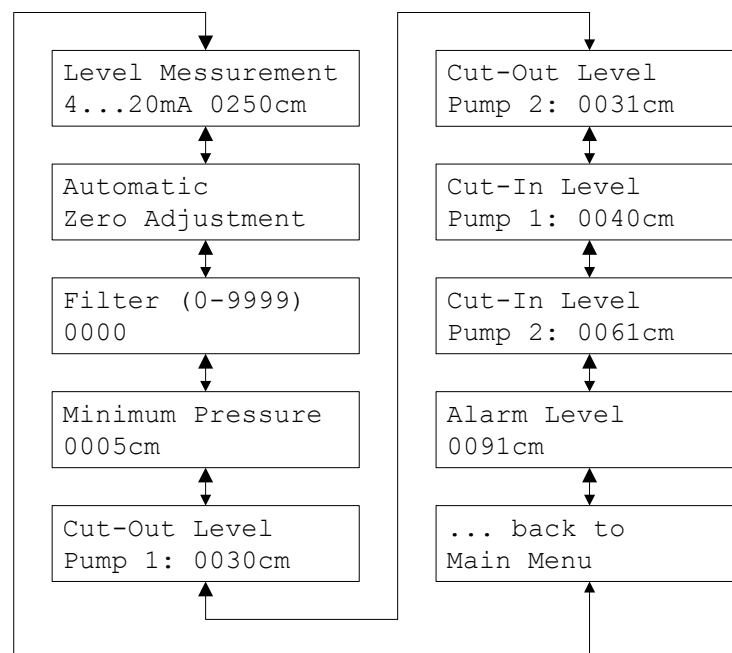 Level Messurement
4...20mA 0250cm
Automatic
Zero Adjustment
Filter (0-9999)
0000
Minimum Pressure
0005cm
Cut-Out Level
Pump 1: 0030cm
Cut-Out Level
Pump 2: 0031cm
Cut-In Level
Pump 1: 0040cm
Cut-In Level
Pump 2: 0061cm
Alarm Level
0091cm
... back to
Main Menu